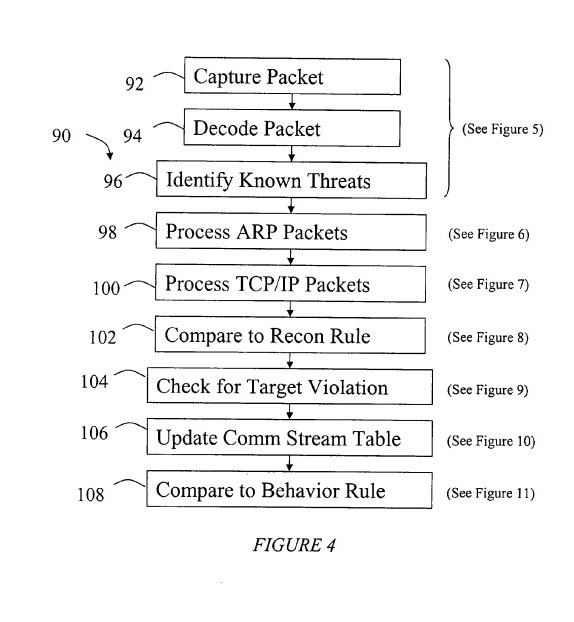 92 Capture Packet
(See Figure 5)
90 94 Decode Packet
96 Identify Known Threats
98 Process ARP Packets (See Figure 6)
100 Process TCP/IP Packets (See Figure 7)
102 Compare to Recon Rule (See Figure 8)
104 Check for Target Violation (See Figure 9)
106 Update Comm Stream Table (See Figure 10)
108 Compare to Behavior Rule (See Figure 11)
FIGURE 4